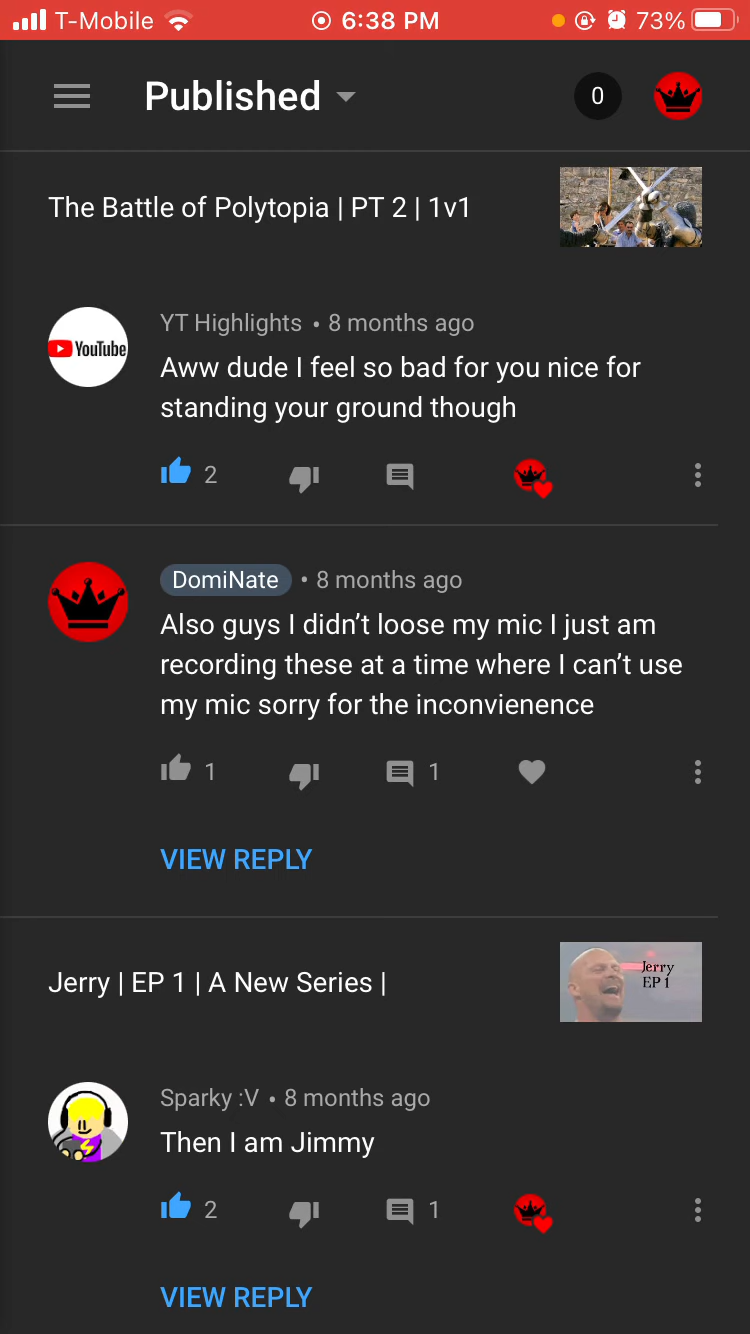 T-Mobile 6:38 PM 73%
Published 0
The Battle of Polytopia | PT 2 | 1v1
YT Highlights • 8 months ago
YouTube
Aww dude I feel so bad for you nice for
standing your ground though
2
DomiNate • 8 months ago
Also guys I didn’t loose my mic I just am
recording these at a time where I can’t use
my mic sorry for the inconvienence
1 1
VIEW REPLY
Jerry | EP 1 | A New Series |
Jerry
EP 1
Sparky :V • 8 months ago
Then I am Jimmy
2 1
VIEW REPLY